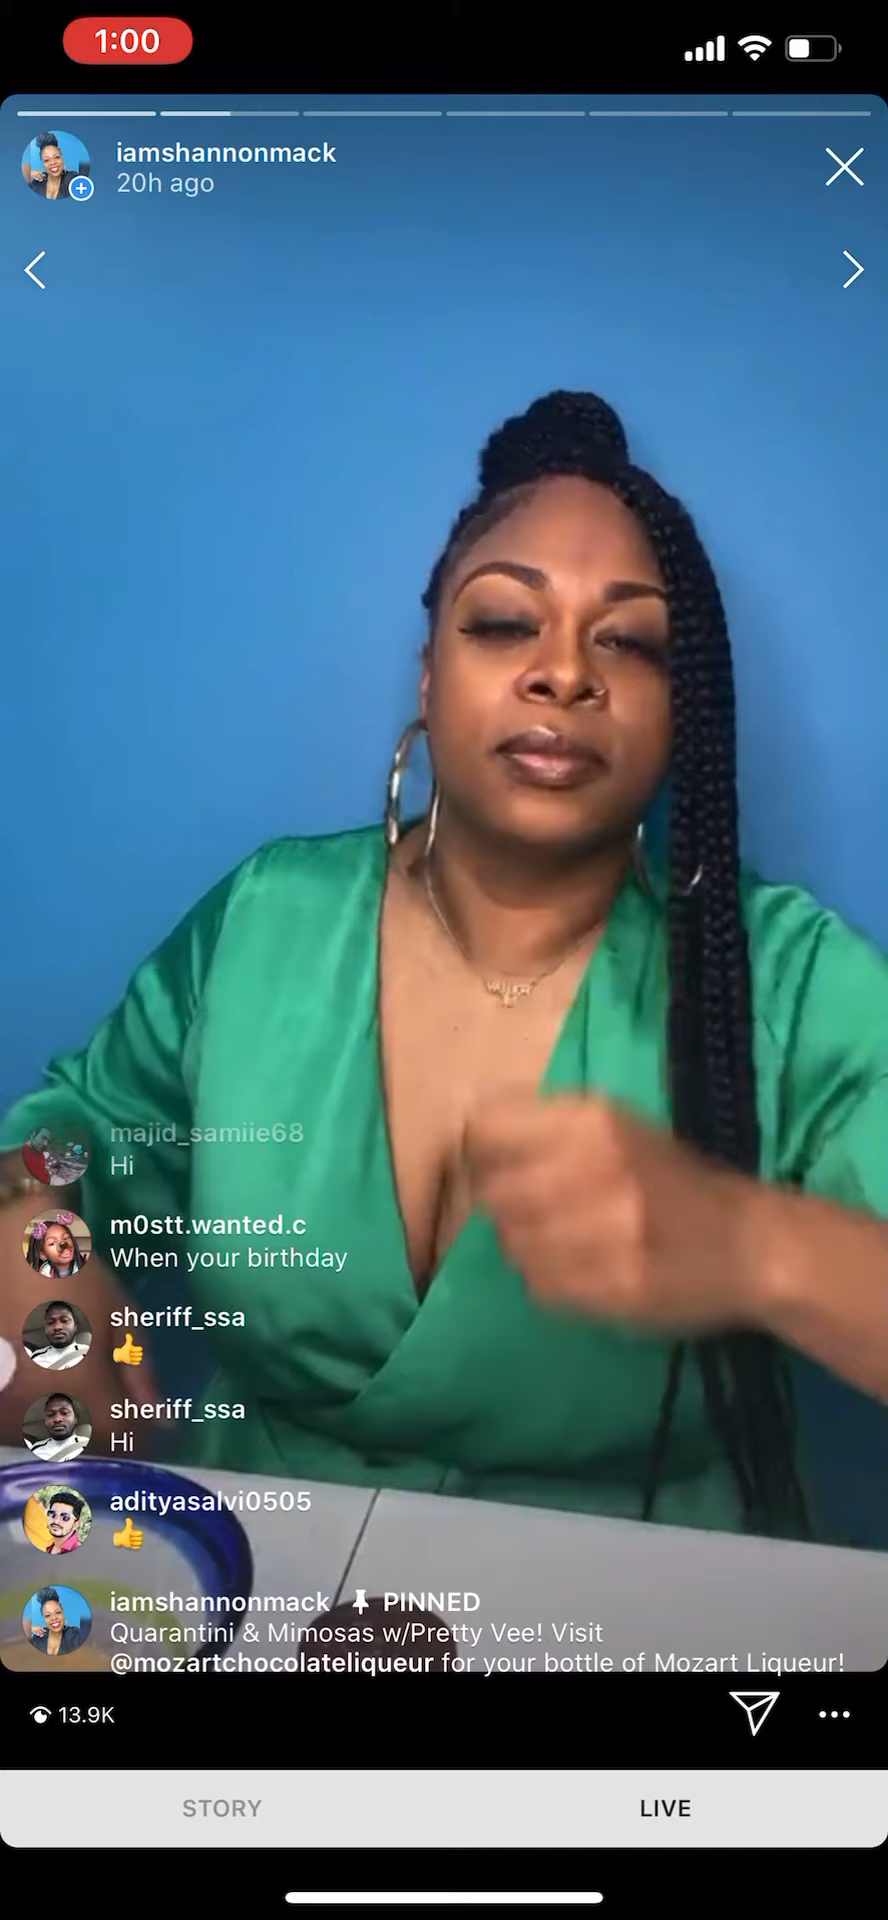 1:00
iamshannonmack
20h ago
majid_samiie68
Hi
m0stt.wanted.c
When your birthday
sheriff_ssa
👍
sheriff_ssa
Hi
adityasalvi0505
👍
iamshannonmack PINNED
Quarantini & Mimosas w/Pretty Vee! Visit
@mozartchocolateliqueur for your bottle of Mozart Liqueur!
13.9K
STORY
LIVE